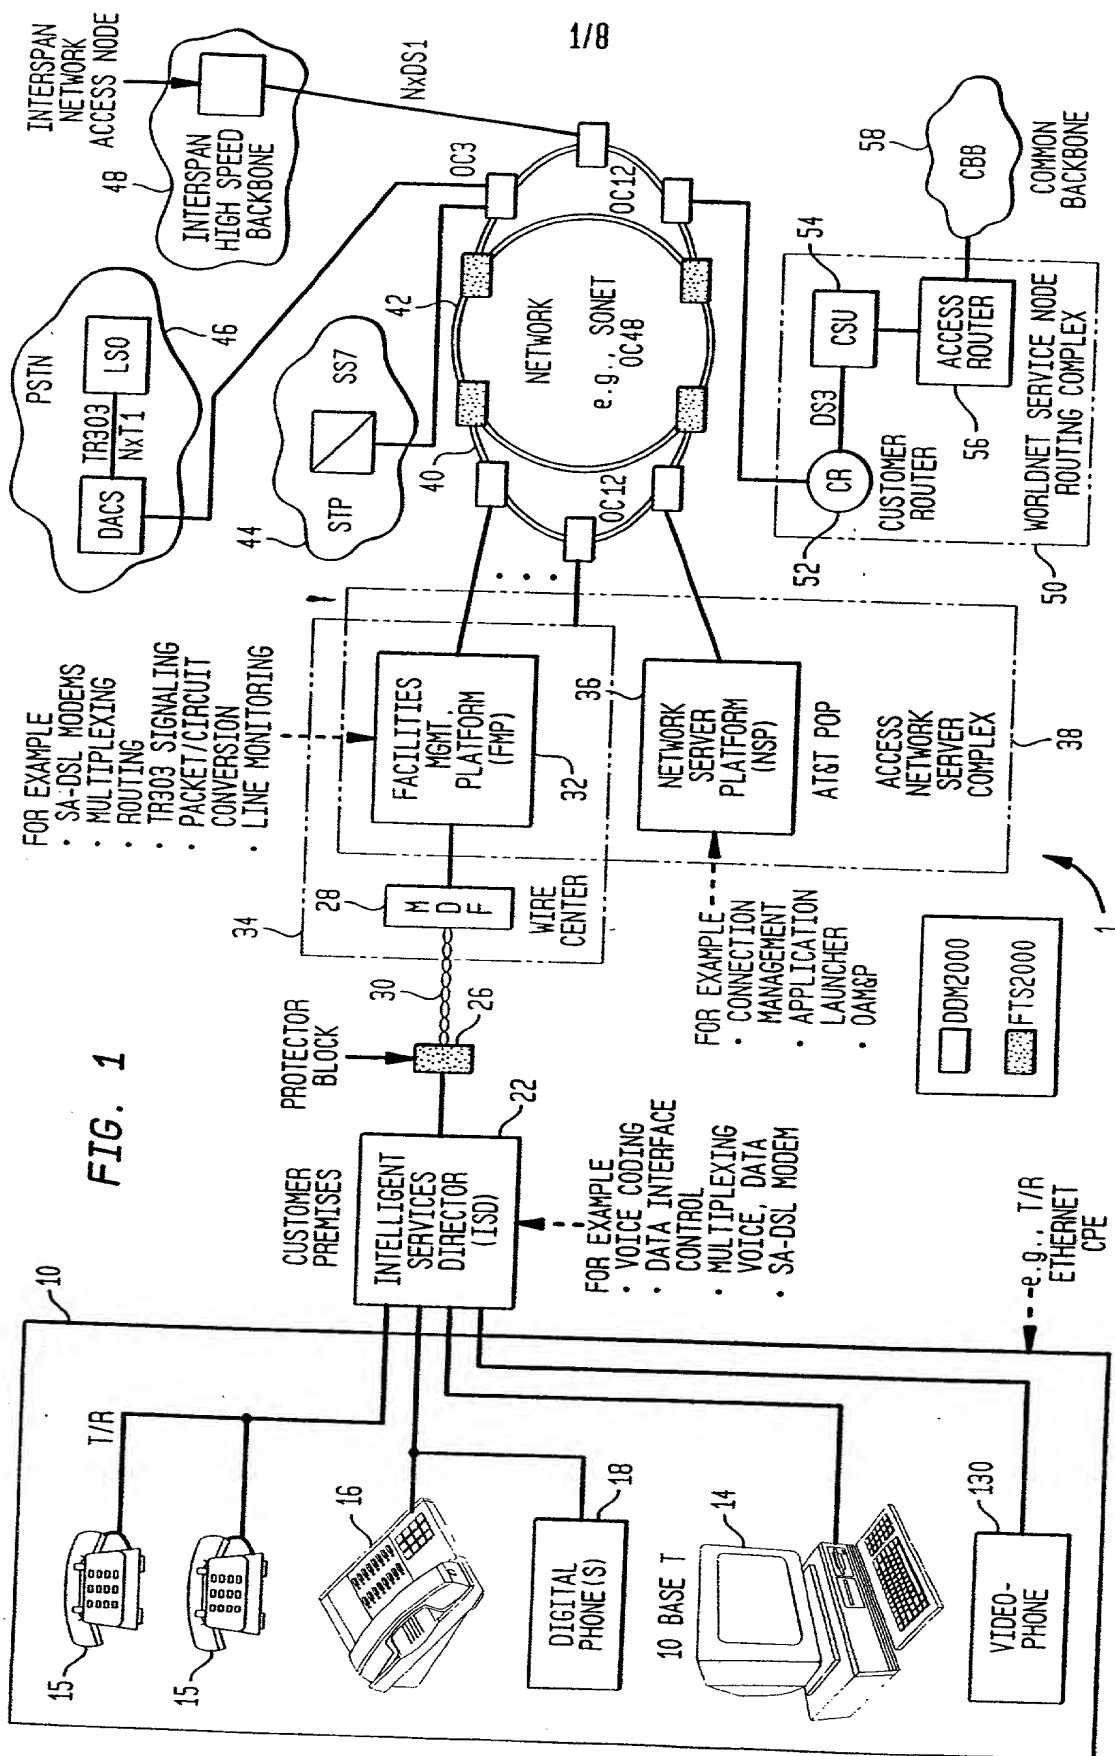 1/8
FIG. 1
10
T/R
15
15
16
DIGITAL
PHONE(S)
18
10 BASE T
14
VIDEO-
PHONE
130
e.g., T/R
ETHERNET
CPE
CUSTOMER
PREMISES
INTELLIGENT
SERVICES
DIRECTOR
(ISD)
22
FOR EXAMPLE
• VOICE CODING
• DATA INTERFACE
CONTROL
• MULTIPLEXING
VOICE, DATA
• SA-DSL MODEM
PROTECTOR
BLOCK
26
30
34
28
M
D
F
WIRE
CENTER
FOR EXAMPLE
• SA-DSL MODEMS
• MULTIPLEXING
ROUTING
• TR303 SIGNALING
• PACKET/CIRCUIT
CONVERSION
• LINE MONITORING
FACILITIES
MGMT.
PLATFORM
(FMP)
32
36
NETWORK
SERVER
PLATFORM
(NSP)
AT&T POP
ACCESS
NETWORK
SERVER
COMPLEX
38
FOR EXAMPLE
• CONNECTION
MANAGEMENT
• APPLICATION
LAUNCHER
• OAM&P
DDM2000
FTS2000
1
PSTN
DACS
TR303
NxT1
LSO
46
44
STP
SS7
INTERSPAN
NETWORK
ACCESS NODE
48
INTERSPAN
HIGH SPEED
BACKBONE
NxDS1
OC3
40
42
OC12
OC12
NETWORK
e.g., SONET
OC48
CR
52
CUSTOMER
ROUTER
DS3
CSU
54
ACCESS
ROUTER
56
WORLDNET SERVICE NODE
ROUTING COMPLEX
50
CBB
58
COMMON
BACKBONE